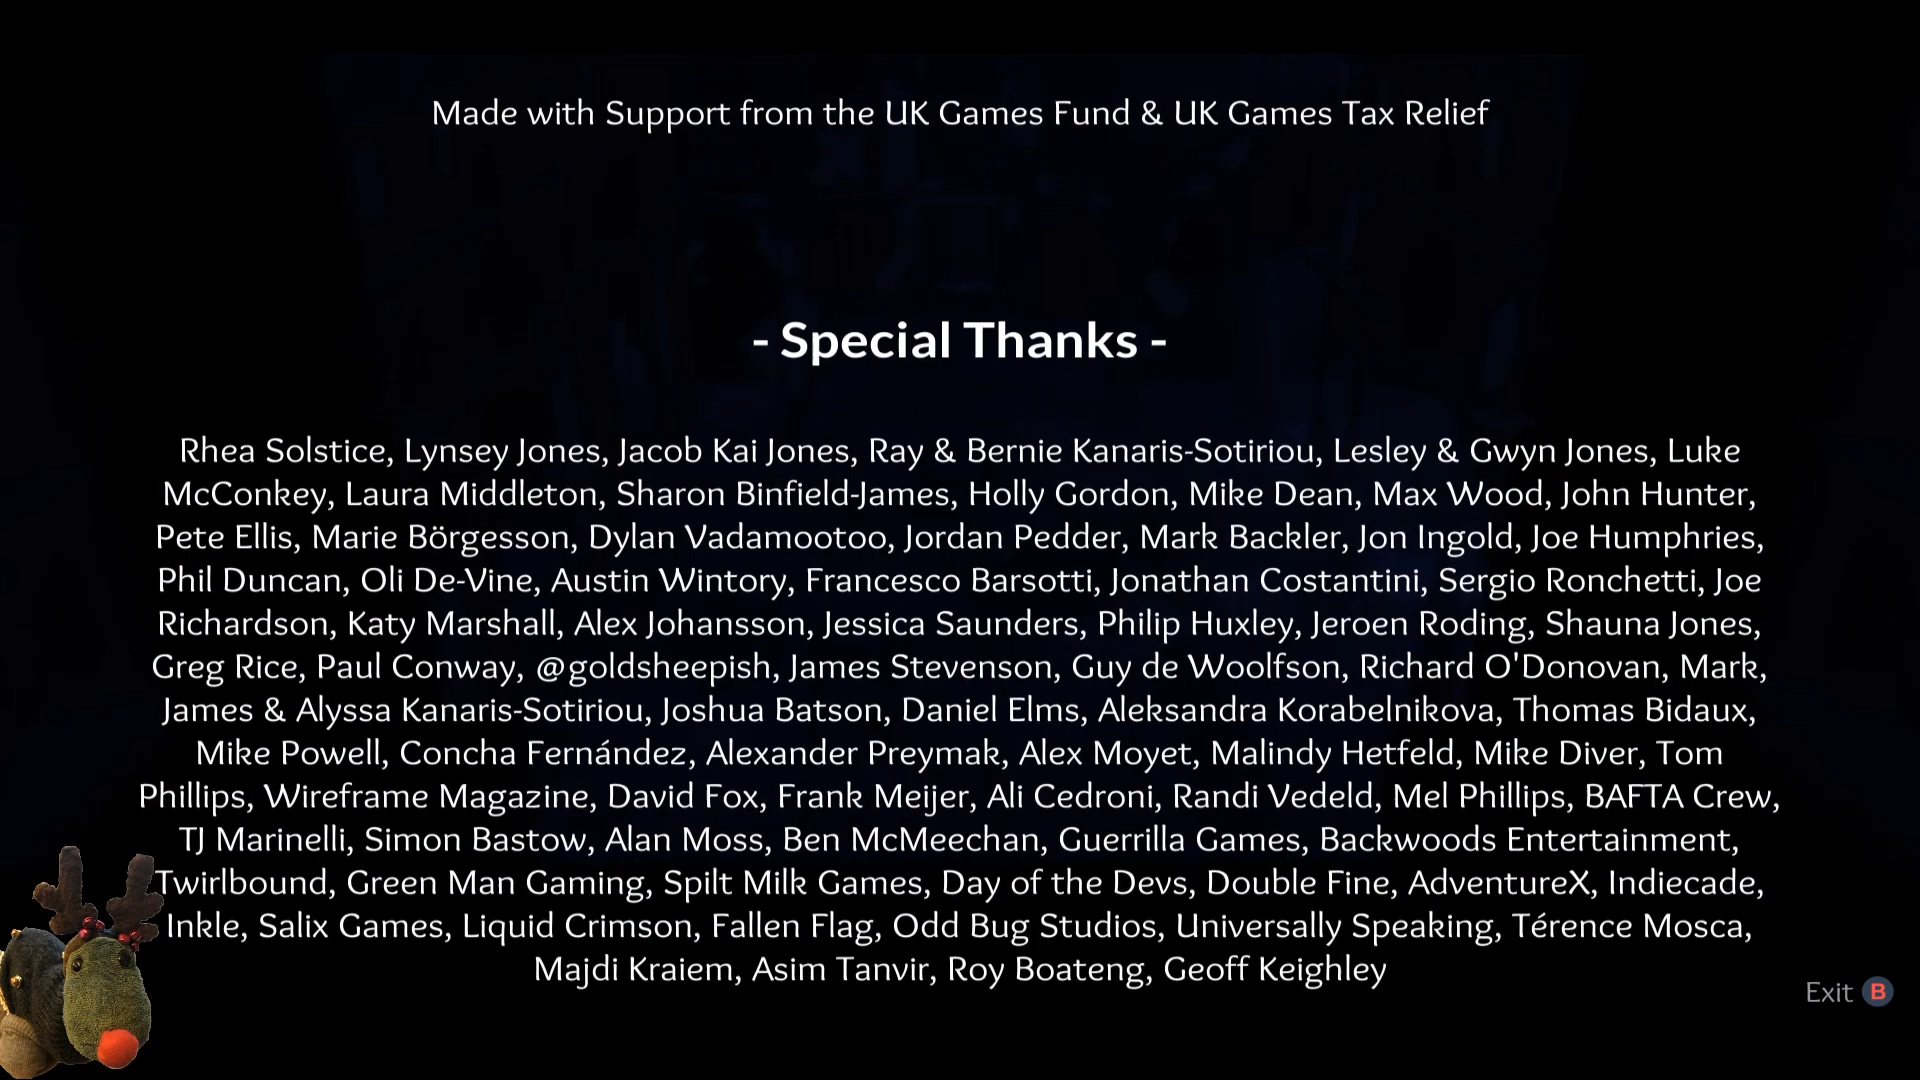 Made with Support from the UK Games Fund & UK Games Tax Relief
- Special Thanks -
Rhea Solstice, Lynsey Jones, Jacob Kai Jones, Ray & Bernie Kanaris-Sotiriou, Lesley & Gwyn Jones, Luke
McConkey, Laura Middleton, Sharon Binfield-James, Holly Gordon, Mike Dean, Max Wood, John Hunter,
Pete Ellis, Marie Börgesson, Dylan Vadamootoo, Jordan Pedder, Mark Backler, Jon Ingold, Joe Humphries,
Phil Duncan, Oli De-Vine, Austin Wintory, Francesco Barsotti, Jonathan Costantini, Sergio Ronchetti, Joe
Richardson, Katy Marshall, Alex Johansson, Jessica Saunders, Philip Huxley, Jeroen Roding, Shauna Jones,
Greg Rice, Paul Conway, @goldsheepish, James Stevenson, Guy de Woolfson, Richard O'Donovan, Mark,
James & Alyssa Kanaris-Sotiriou, Joshua Batson, Daniel Elms, Aleksandra Korabelnikova, Thomas Bidaux,
Mike Powell, Concha Fernández, Alexander Preymak, Alex Moyet, Malindy Hetfeld, Mike Diver, Tom
Phillips, Wireframe Magazine, David Fox, Frank Meijer, Ali Cedroni, Randi Vedeld, Mel Phillips, BAFTA Crew,
TJ Marinelli, Simon Bastow, Alan Moss, Ben McMeechan, Guerrilla Games, Backwoods Entertainment,
Twirlbound, Green Man Gaming, Spilt Milk Games, Day of the Devs, Double Fine, AdventureX, Indiecade,
Inkle, Salix Games, Liquid Crimson, Fallen Flag, Odd Bug Studios, Universally Speaking, Térence Mosca,
Majdi Kraiem, Asim Tanvir, Roy Boateng, Geoff Keighley
Exit B